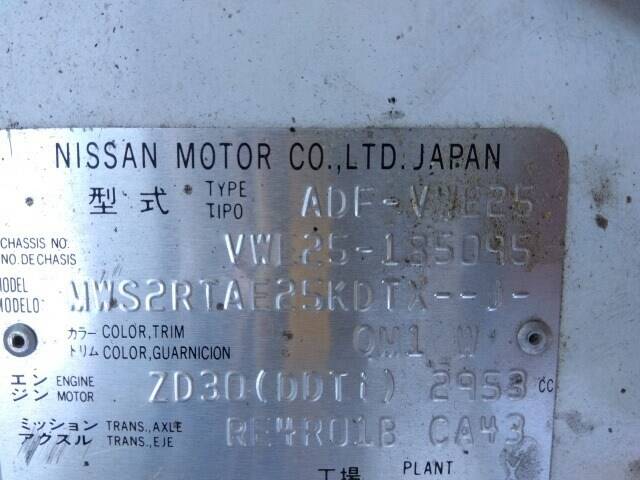 NISSAN MOTOR CO.,LTD. JAPAN
型式 TYPE TIPO ADF-VWE25
CHASSIS NO. NO. DE CHASIS VWE25-185095
MODEL MODELO MWS2RTAE25KDTX--J-
カラー COLOR, TRIM
トリム COLOR, GUARNICION QM1 W
エンジン ENGINE MOTOR ZD30(DDTi) 2953 CC
ミッション TRANS., AXLE
アクスル TRANS., EJE RE4R01B CA43
工場 PLANT